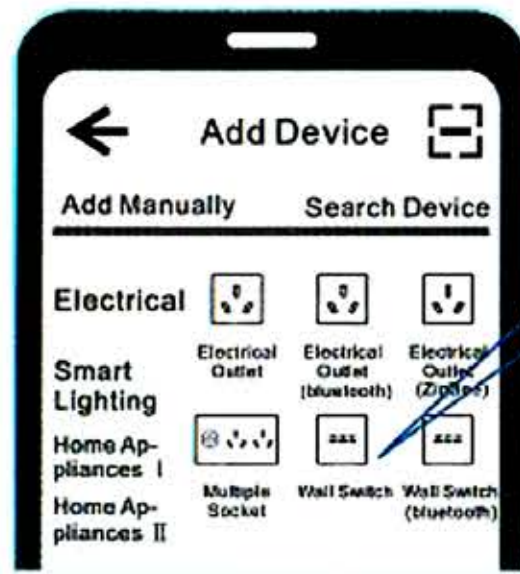 Add Device
Add Manually Search Device
Electrical
Electrical Outlet
Electrical Outlet (bluetooth)
Electrical Outlet (ZigBee)
Smart
Lighting
Home Ap-
pliances I
Home Ap-
pliances II
Multiple Socket
Wall Switch
Wall Switch (bluetooth)